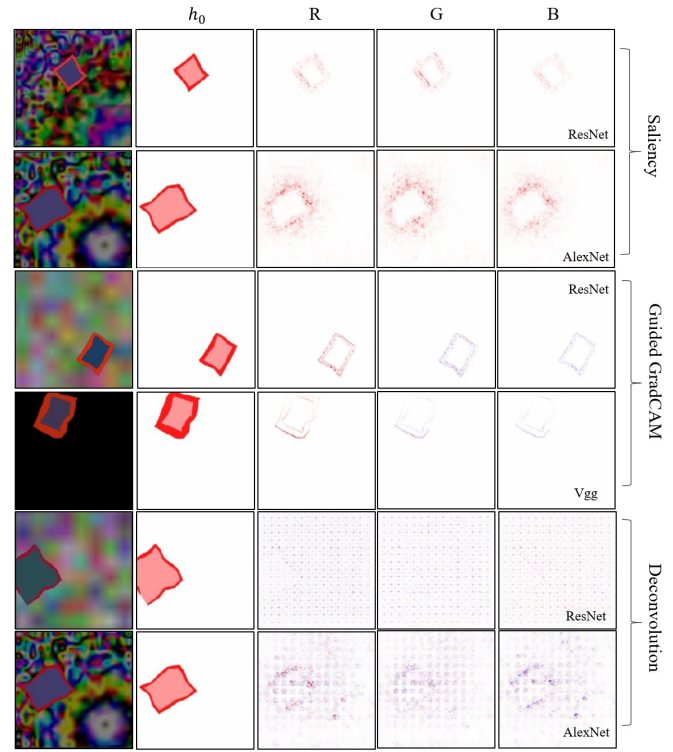 h₀ R G B
ResNet
AlexNet
Saliency
ResNet
Vgg
Guided GradCAM
ResNet
AlexNet
Deconvolution